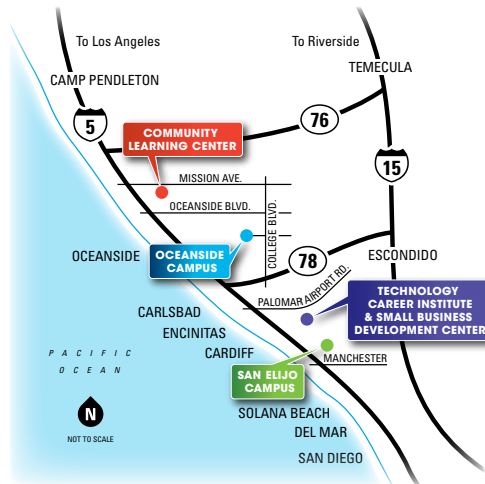 To Los Angeles
To Riverside
TEMECULA
CAMP PENDLETON
5
76
COMMUNITY
LEARNING CENTER
15
MISSION AVE.
OCEANSIDE BLVD.
COLLEGE BLVD.
OCEANSIDE
OCEANSIDE
CAMPUS
78
ESCONDIDO
PALOMAR AIRPORT RD.
TECHNOLOGY
CAREER INSTITUTE
& SMALL BUSINESS
DEVELOPMENT CENTER
CARLSBAD
ENCINITAS
CARDIFF
PACIFIC
OCEAN
MANCHESTER
SAN ELIJO
CAMPUS
N
NOT TO SCALE
SOLANA BEACH
DEL MAR
SAN DIEGO